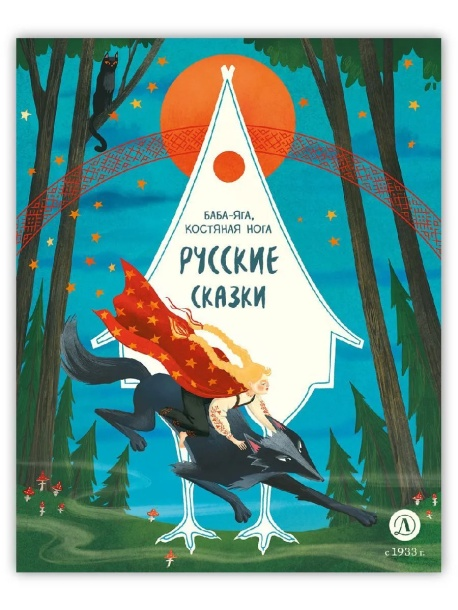 БАБА-ЯГА,
КОСТЯНАЯ НОГА
РУССКИЕ
СКАЗКИ
Д
с 1933 г.